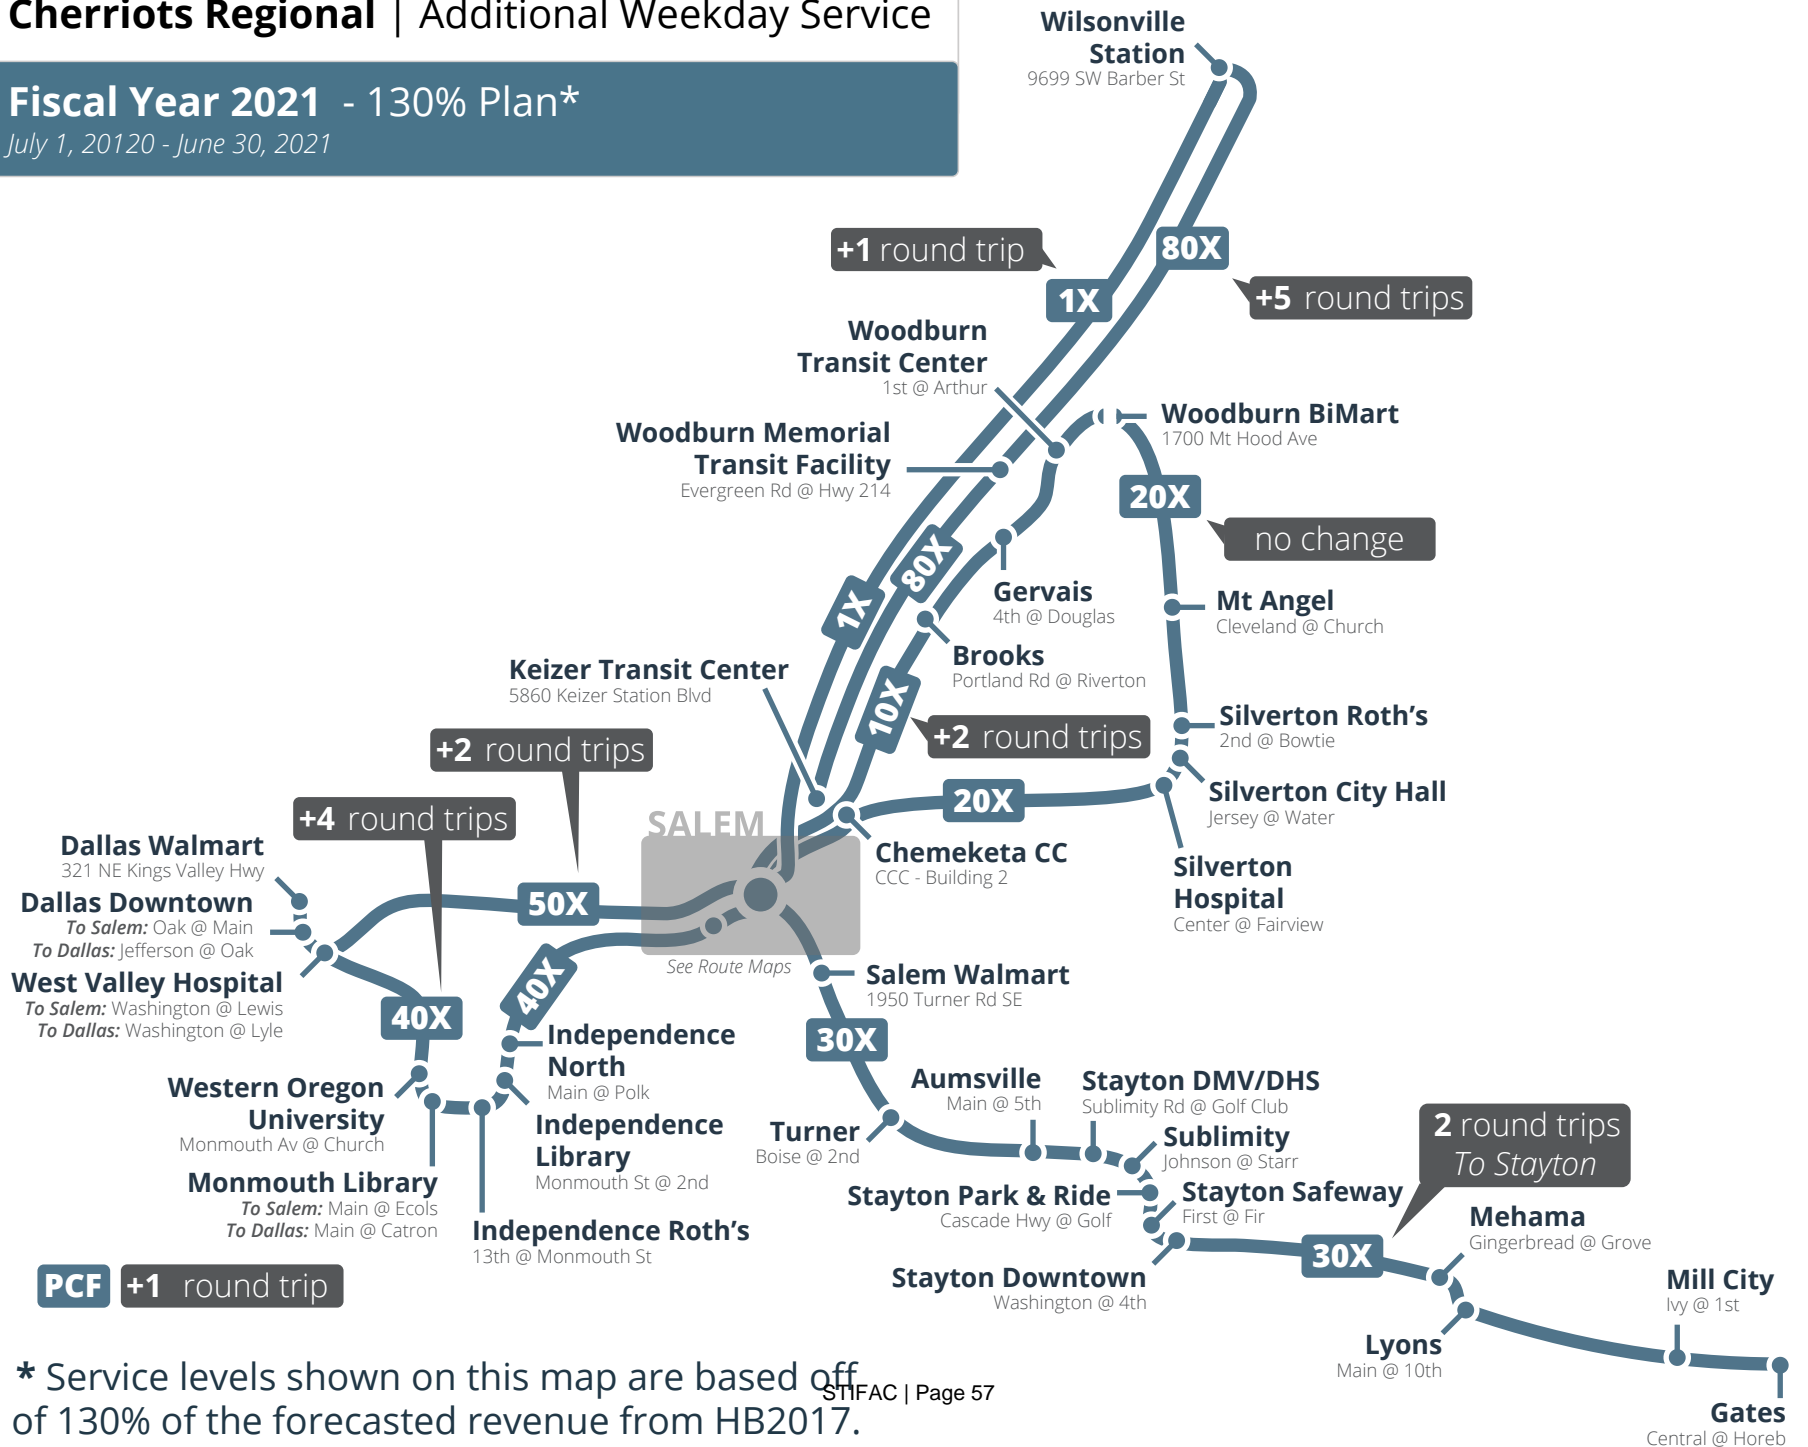 Cherriots Regional | Additional Weekday Service
Fiscal Year 2021 - 130% Plan*
July 1, 20120 - June 30, 2021
Wilsonville
Station
9699 SW Barber St
+1 round trip
80X
1X
+5 round trips
Woodburn
Transit Center
1st @ Arthur
Woodburn BiMart
1700 Mt Hood Ave
Woodburn Memorial
Transit Facility
Evergreen Rd @ Hwy 214
20X
no change
80X
1X
Gervais
4th @ Douglas
Mt Angel
Cleveland @ Church
Brooks
Portland Rd @ Riverton
Keizer Transit Center
5860 Keizer Station Blvd
10X
+2 round trips
Silverton Roth's
2nd @ Bowtie
+2 round trips
20X
Silverton City Hall
Jersey @ Water
+4 round trips
SALEM
Chemeketa CC
CCC - Building 2
Silverton
Hospital
Center @ Fairview
Dallas Walmart
321 NE Kings Valley Hwy
Dallas Downtown
To Salem: Oak @ Main
To Dallas: Jefferson @ Oak
50X
West Valley Hospital
To Salem: Washington @ Lewis
To Dallas: Washington @ Lyle
See Route Maps
Salem Walmart
1950 Turner Rd SE
40X
40X
30X
Independence
North
Main @ Polk
Western Oregon
University
Monmouth Av @ Church
Independence
Library
Monmouth St @ 2nd
Monmouth Library
To Salem: Main @ Ecols
To Dallas: Main @ Catron
Independence Roth's
13th @ Monmouth St
Turner
Boise @ 2nd
Aumsville
Main @ 5th
Stayton DMV/DHS
Sublimity Rd @ Golf Club
Sublimity
Johnson @ Starr
Stayton Park & Ride
Cascade Hwy @ Golf
Stayton Safeway
First @ Fir
2 round trips
To Stayton
Stayton Downtown
Washington @ 4th
30X
Mehama
Gingerbread @ Grove
Lyons
Main @ 10th
Mill City
Ivy @ 1st
Gates
Central @ Horeb
PCF +1 round trip
* Service levels shown on this map are based off
of 130% of the forecasted revenue from HB2017.
STIFAC | Page 57